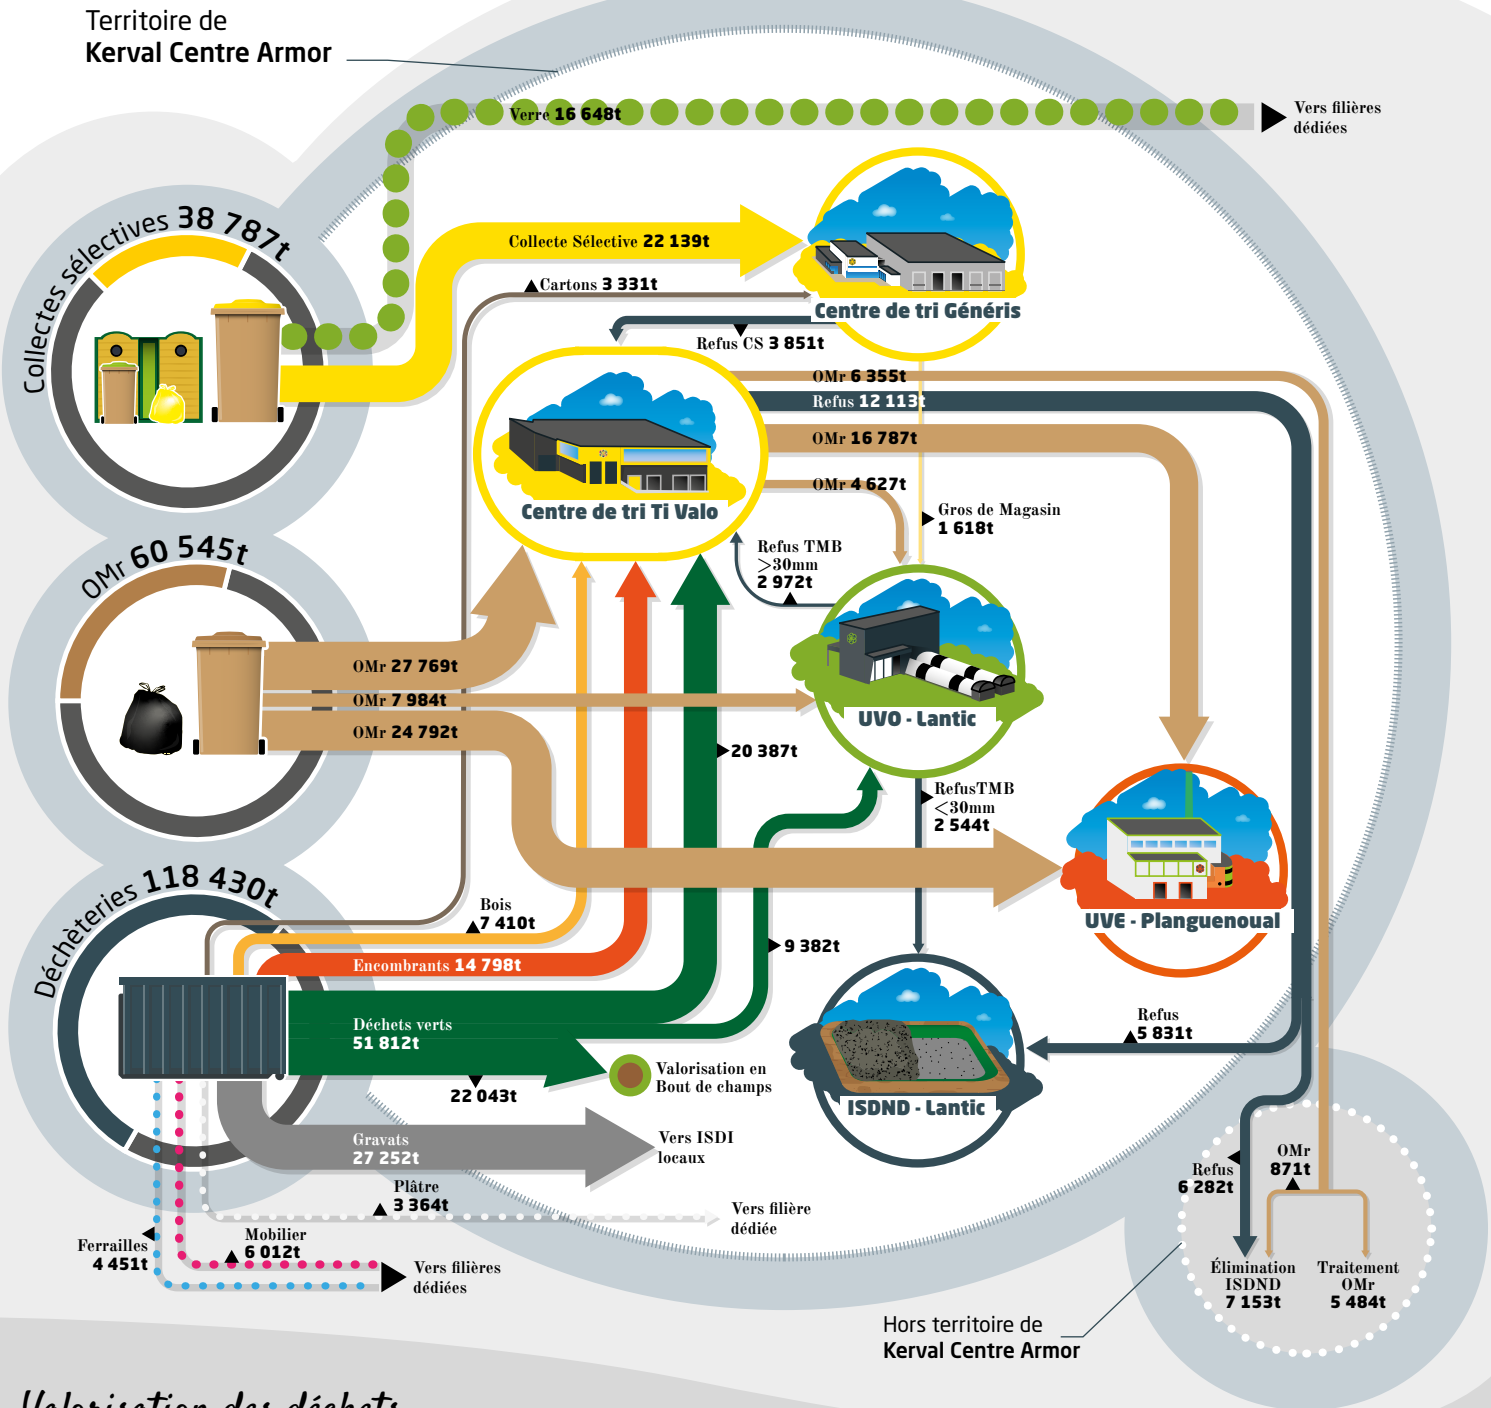 Territoire de
Kerval Centre Armor
Verre 16 648t
Vers filières
dédiées
Collectes sélectives 38 787t
Collecte Sélective 22 139t
Cartons 3 331t
Centre de tri Généris
Refus CS 3 851t
OMr 6 355t
Refus 12 113t
OMr 16 787t
OMr 4 627t
Centre de tri Ti Valo
Gros de Magasin
1 618t
Refus TMB
>30mm
2 972t
OMr 60 545t
OMr 27 769t
OMr 7 984t
OMr 24 792t
UVO - Lantic
20 387t
RefusTMB
<30mm
2 544t
UVE - Planguenoual
Déchèteries 118 430t
Bois
7 410t
9 382t
Encombrants 14 798t
Déchets verts
51 812t
Refus
5 831t
Valorisation en
Bout de champs
22 043t
ISDND - Lantic
Gravats
27 252t
Vers ISDI
locaux
Plâtre
3 364t
Vers filière
dédiée
Ferrailles
4 451t
Mobilier
6 012t
Vers filières
dédiées
OMr
871t
Refus
6 282t
Élimination
ISDND
7 153t
Traitement
OMr
5 484t
Hors territoire de
Kerval Centre Armor
Valorisation des déchets